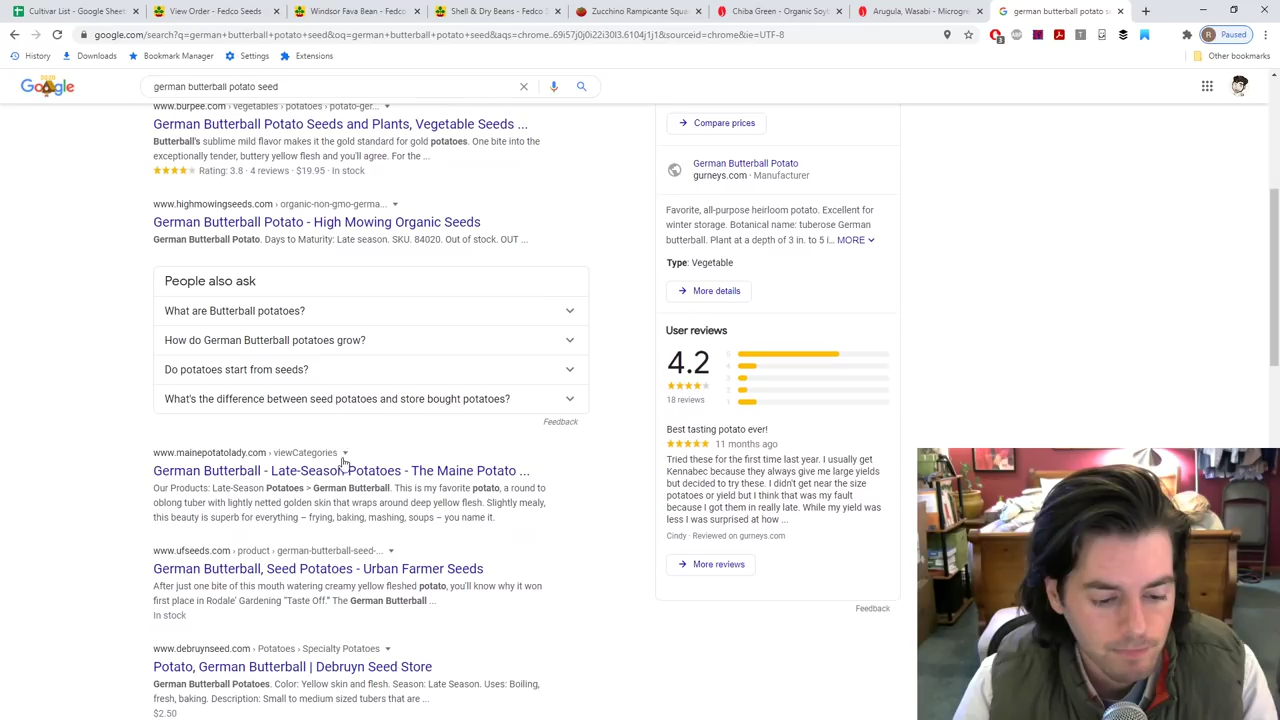 Cultivar List - Google
German Order - Fedco
Windsor Fava Bean - Fedc
Shell & Dry Beans - Fedco
Zucchino Rampicante Squa
Chiba Green - Organic Soyb
Arugula, Wasabi - Microgre
german butterball potato s
google.com/search?q=german+butterball+potato+seed&oq=german+butterball+potato+seed&aqs=chrome..69i57j0j0i22i30l3.6104j1j1&sourceid=chrome&ie=UTF-8
3
Paused
History
Downloads
Bookmark Manager
Settings
Extensions
Other bookmarks
german butterball potato seed
www.burpee.com › vegetables › potatoes › potato-ger...
German Butterball Potato Seeds and Plants, Vegetable Seeds ...
Butterball's sublime mild flavor makes it the gold standard for gold potatoes. One bite into the
exceptionally tender, buttery yellow flesh and you'll agree. For the ...
Rating: 3.8 · 4 reviews · $19.95 · In stock
www.highmowingseeds.com › organic-non-gmo-germa...
German Butterball Potato - High Mowing Organic Seeds
German Butterball Potato. Days to Maturity: Late season. SKU. 84020. Out of stock. OUT ...
People also ask
What are Butterball potatoes?
How do German Butterball potatoes grow?
Do potatoes start from seeds?
What's the difference between seed potatoes and store bought potatoes?
Feedback
www.mainepotatolady.com › viewCategories
German Butterball - Late-Season Potatoes - The Maine Potato ...
Our Products: Late-Season Potatoes > German Butterball. This is my favorite potato, a round to
oblong tuber with lightly netted golden skin that wraps around deep yellow flesh. Slightly mealy,
this beauty is superb for everything – frying, baking, mashing, soups – you name it.
www.ufseeds.com › product › german-butterball-seed-...
German Butterball, Seed Potatoes - Urban Farmer Seeds
After just one bite of this mouth watering creamy yellow fleshed potato, you'll know why it won
first place in Rodale' Gardening "Taste Off." The German Butterball ...
In stock
www.debruynseed.com › Potatoes › Specialty Potatoes
Potato, German Butterball | Debruyn Seed Store
German Butterball Potatoes. Color: Yellow skin and flesh. Season: Late Season. Uses: Boiling,
fresh, baking. Description: Small to medium sized tubers that are ...
$2.50
Compare prices
German Butterball Potato
gurneys.com · Manufacturer
Favorite, all-purpose heirloom potato. Excellent for
winter storage. Botanical name: tuberose German
butterball. Plant at a depth of 3 in. to 5 i... MORE
Type: Vegetable
More details
User reviews
4.2
18 reviews
5
4
3
2
1
Best tasting potato ever!
11 months ago
Tried these for the first time last year. I usually get
Kennabec because they always give me large yields
but decided to try these. I didn't get near the size
potatoes or yield but I think that was my fault
because I got them in really late. While my yield was
less I was surprised at how ...
Cindy · Reviewed on gurneys.com
More reviews
Feedback